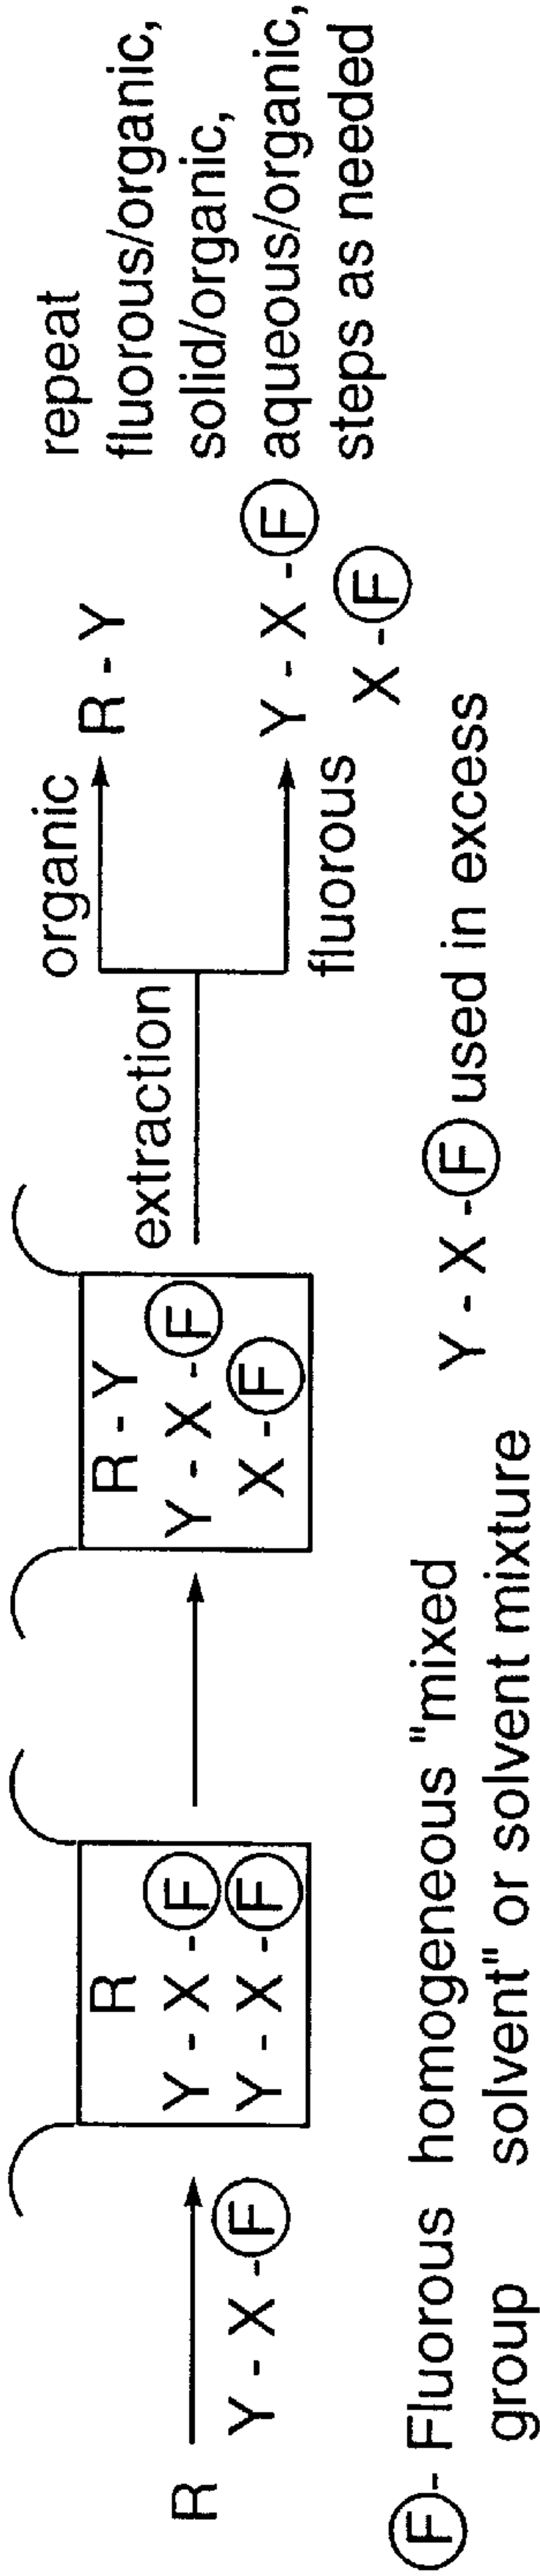 R
Y - X - F
R
Y - X - F
Y - X - F
R - Y
Y - X - F
X - F
extraction
organic
R - Y
fluorous
Y - X - F
X - F
repeat
fluorous/organic,
solid/organic,
aqueous/organic,
steps as needed
F - Fluorous
group
homogeneous "mixed
solvent" or solvent mixture
Y - X - F used in excess